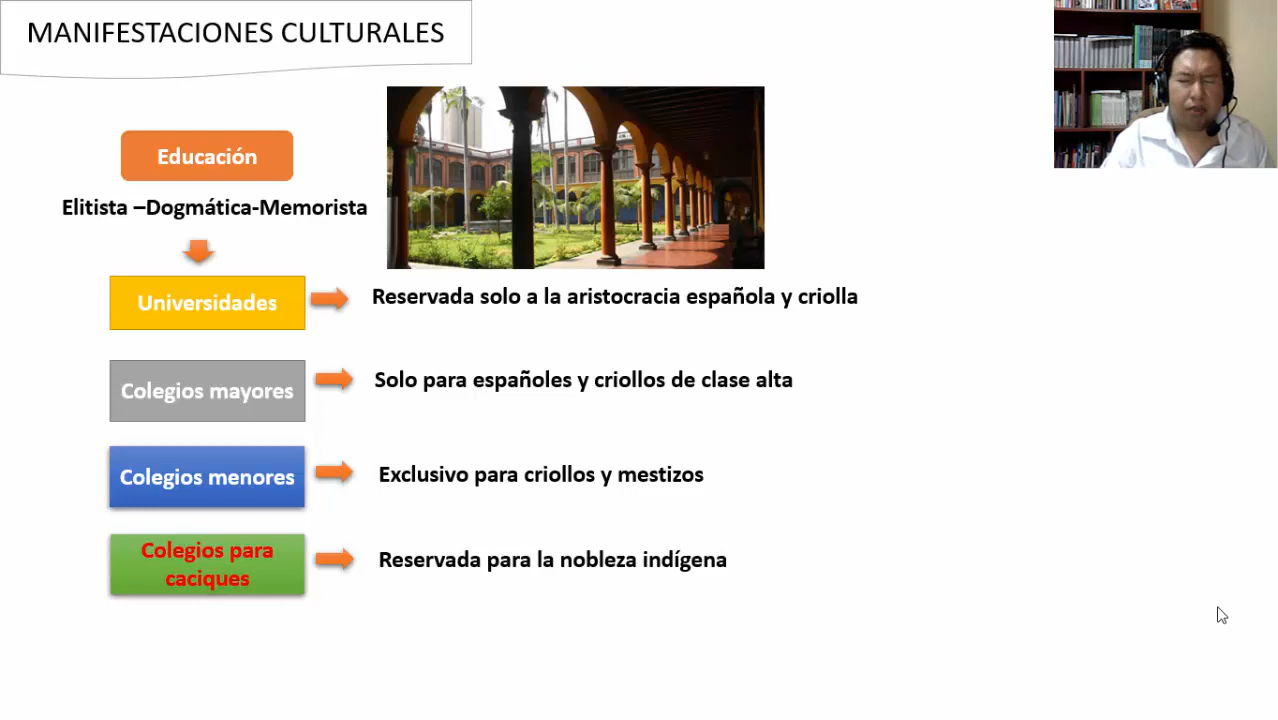 MANIFESTACIONES CULTURALES
Educación
Elitista –Dogmática-Memorista
Universidades
Reservada solo a la aristocracia española y criolla
Colegios mayores
Solo para españoles y criollos de clase alta
Colegios menores
Exclusivo para criollos y mestizos
Colegios para
caciques
Reservada para la nobleza indígena